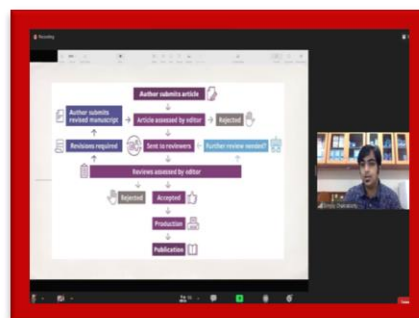 Recording
Author submits article
Author submits
revised manuscript
Article assessed by editor
Rejected
Revisions required
Sent to reviewers
Further review needed?
Reviews assessed by editor
Rejected
Accepted
Production
Publication